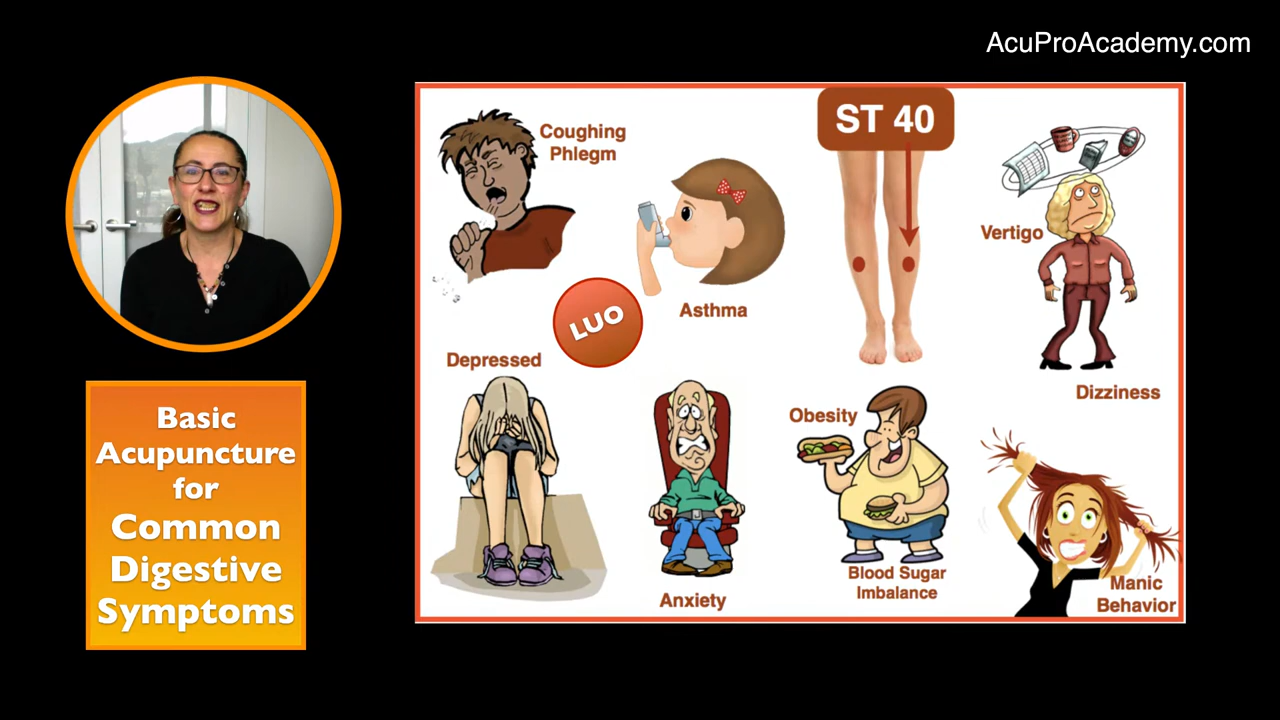 AcuProAcademy.com
Basic
Acupuncture
for
Common
Digestive
Symptoms
ST 40
Coughing
Phlegm
Asthma
Vertigo
Dizziness
LUO
Depressed
Anxiety
Obesity
Blood Sugar
Imbalance
Manic
Behavior